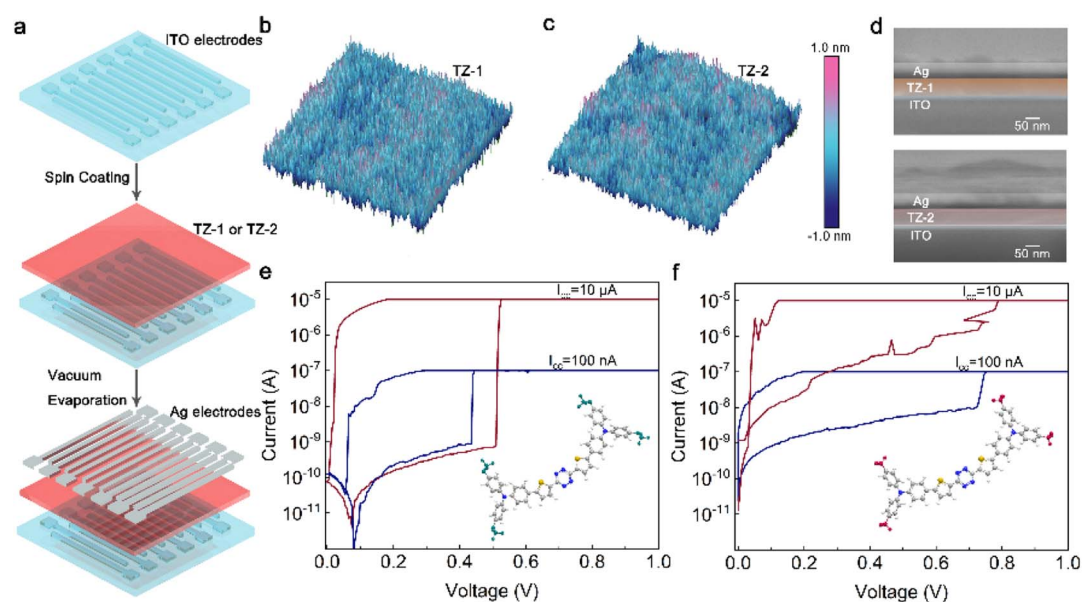 a
ITO electrodes
Spin Coating
TZ-1 or TZ-2
Vacuum
Evaporation
Ag electrodes
b
TZ-1
c
TZ-2
1.0 nm
-1.0 nm
d
Ag
TZ-1
ITO
50 nm
Ag
TZ-2
ITO
50 nm
e
Current (A)
10⁻⁵
10⁻⁶
10⁻⁷
10⁻⁸
10⁻⁹
10⁻¹⁰
10⁻¹¹
=10 μA
I_CC=100 nA
0.0 0.2 0.4 0.6 0.8 1.0
Voltage (V)
f
Current (A)
10⁻⁵
10⁻⁶
10⁻⁷
10⁻⁸
10⁻⁹
10⁻¹⁰
10⁻¹¹
=10 μA
I_CC=100 nA
0.0 0.2 0.4 0.6 0.8 1.0
Voltage (V)